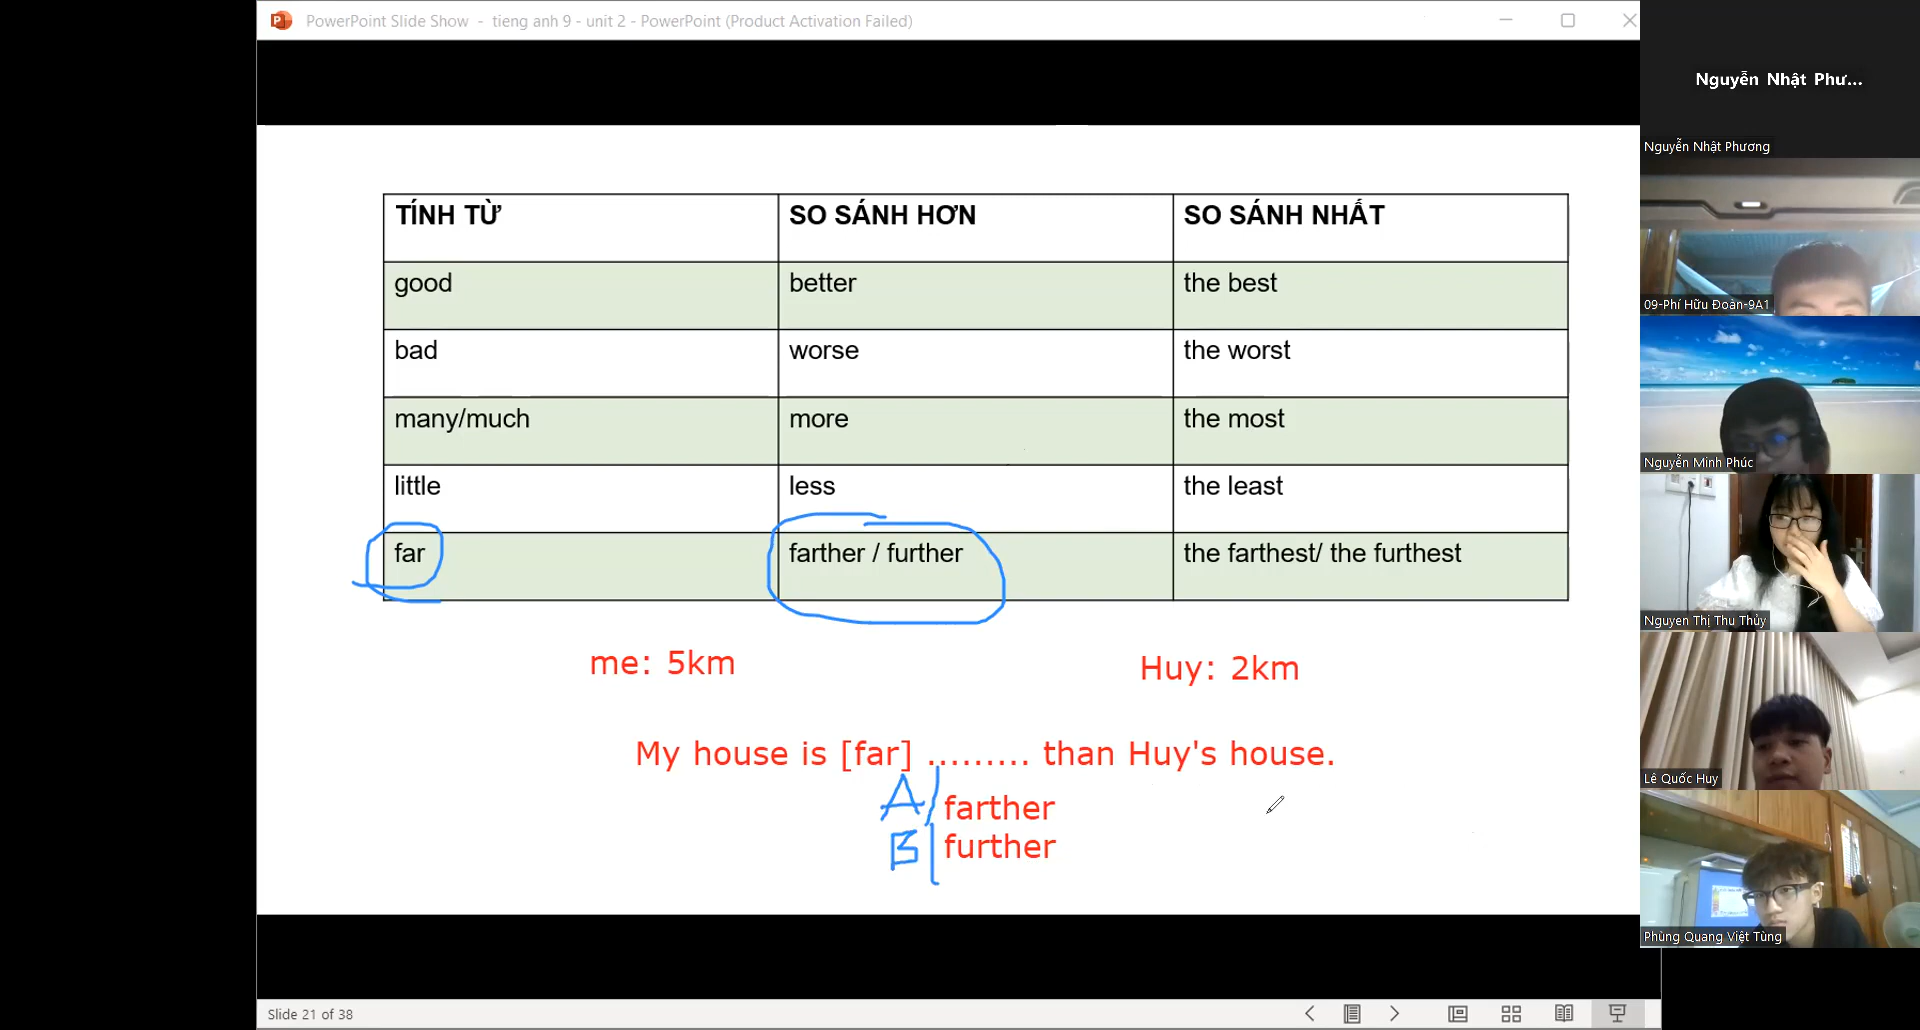 PowerPoint Slide Show - tieng anh 9 - unit 2 - PowerPoint (Product Activation Failed)
TÍNH TỪ SO SÁNH HƠN SO SÁNH NHẤT
good better the best
bad worse the worst
many/much more the most
little less the least
far farther / further the farthest/ the furthest
me: 5km Huy: 2km
My house is [far] ......... than Huy's house.
A/ farther
B| further
Slide 21 of 38
Nguyễn Nhật Phư...
Nguyễn Nhật Phương
09-Phí Hữu Đoàn-9A1
Nguyễn Minh Phúc
Nguyen Thị Thu Thủy
Lê Quốc Huy
Phùng Quang Việt Tùng